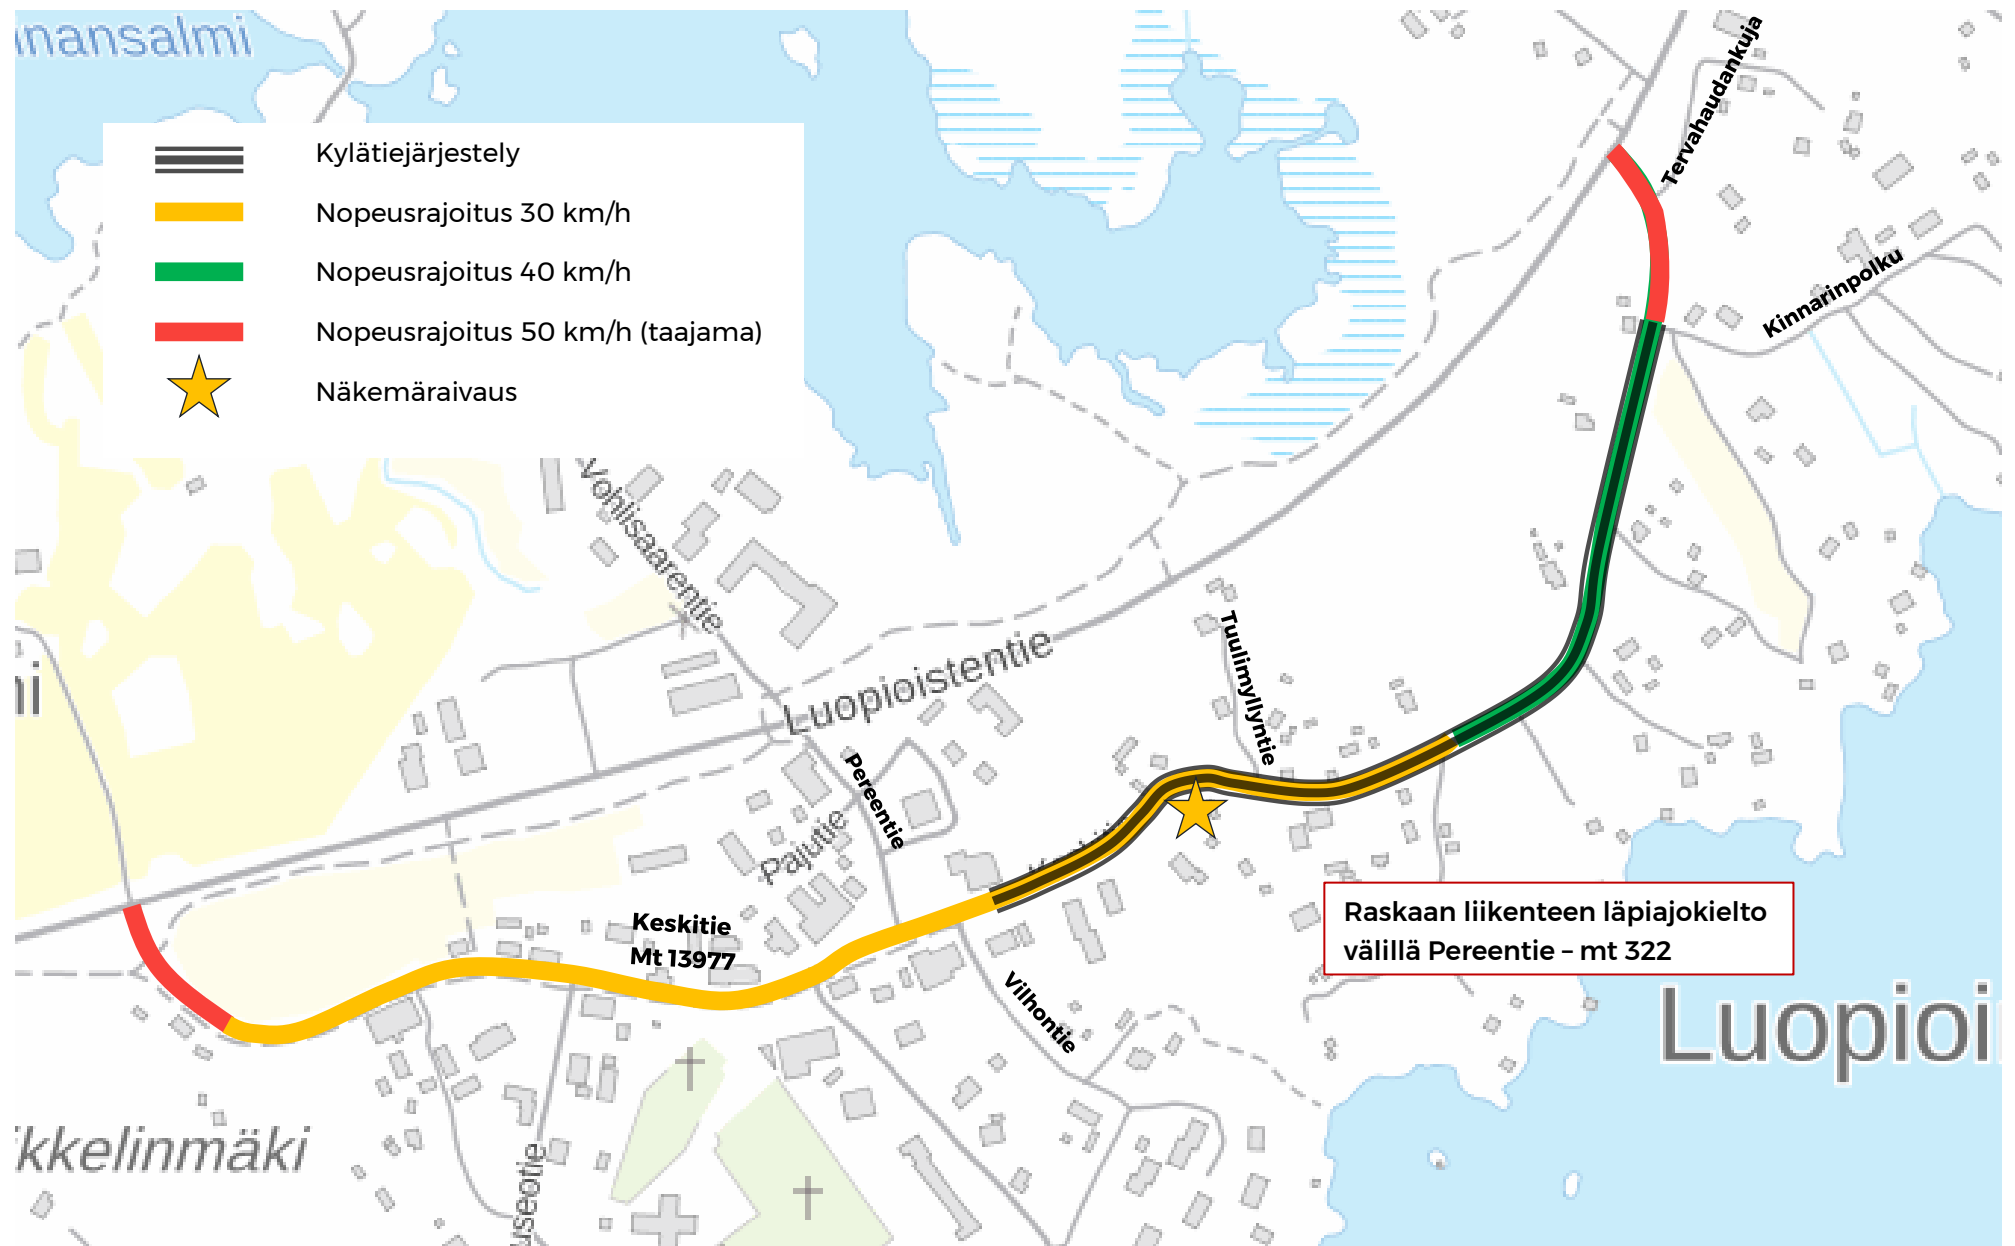 nansalmi
Kylätiejärjestely
Nopeusrajoitus 30 km/h
Nopeusrajoitus 40 km/h
Nopeusrajoitus 50 km/h (taajama)
Näkemäraivaus
Tervahaudankuja
Kinnarinpolku
Vohlisaarentie
Luopioistentie
Tuulimyllyntie
Pereentie
Pajutie
Keskitie
Mt 13977
Vilhontie
Raskaan liikenteen läpiajokielto
välillä Pereentie – mt 322
Luopioi
kkelinmäki
useotie